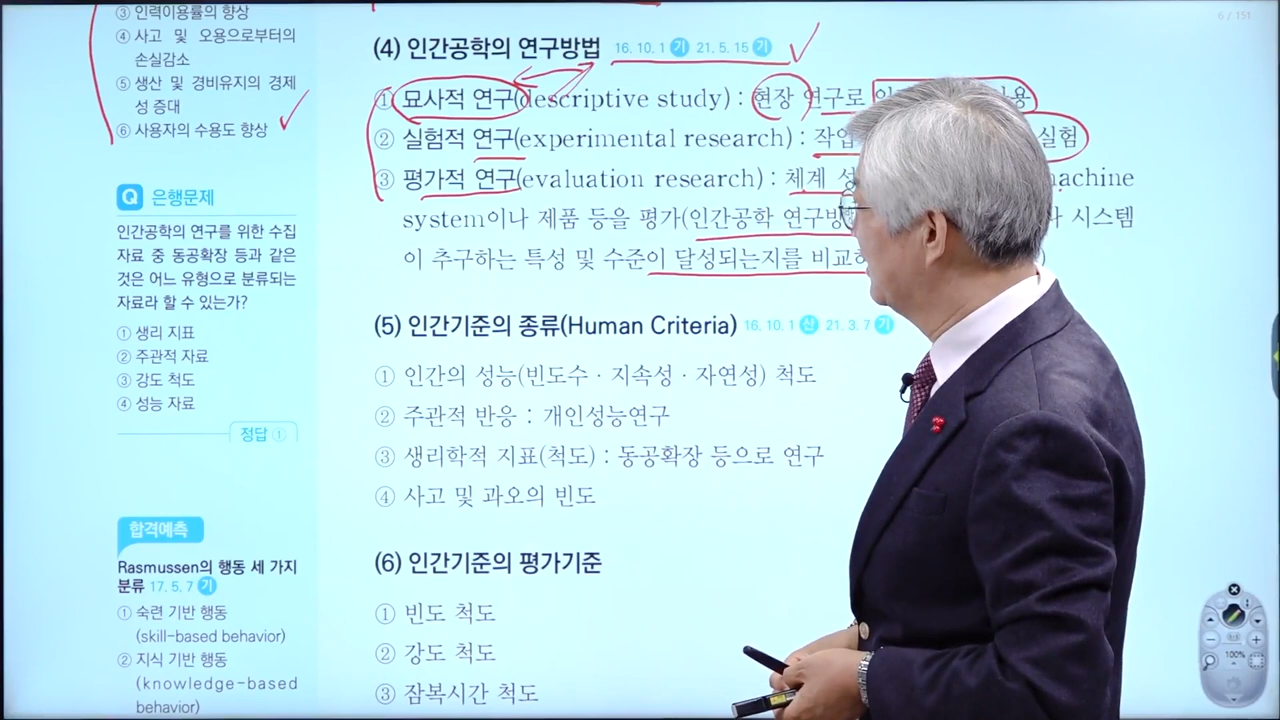 ③ 인력이용률의 향상
④ 사고 및 오용으로부터의
손실감소
⑤ 생산 및 경비유지의 경제
성 증대
⑥ 사용자의 수용도 향상
Q 은행문제
인간공학의 연구를 위한 수집
자료 중 동공확장 등과 같은
것은 어느 유형으로 분류되는
자료라 할 수 있는가?
① 생리 지표
② 주관적 자료
③ 강도 척도
④ 성능 자료
정답 ①
합격예측
Rasmussen의 행동 세 가지
분류 17. 5. 7 기
① 숙련 기반 행동
(skill-based behavior)
② 지식 기반 행동
(knowledge-based
behavior)
6 / 151
(4) 인간공학의 연구방법 16. 10. 1 기 21. 5. 15 기
① 묘사적 연구(descriptive study) : 현장 연구로
② 실험적 연구(experimental research) : 실험
③ 평가적 연구(evaluation research) : 체계 machine
system이나 제품 등을 평가(인간공학 시스템
이 추구하는 특성 및 수준이 달성되는지를
(5) 인간기준의 종류(Human Criteria) 16. 10. 1 산 21. 3. 7 기
① 인간의 성능(빈도수 · 지속성 · 자연성) 척도
② 주관적 반응 : 개인성능연구
③ 생리학적 지표(척도) : 동공확장 등으로 연구
④ 사고 및 과오의 빈도
(6) 인간기준의 평가기준
① 빈도 척도
② 강도 척도
③ 잠복시간 척도
100%